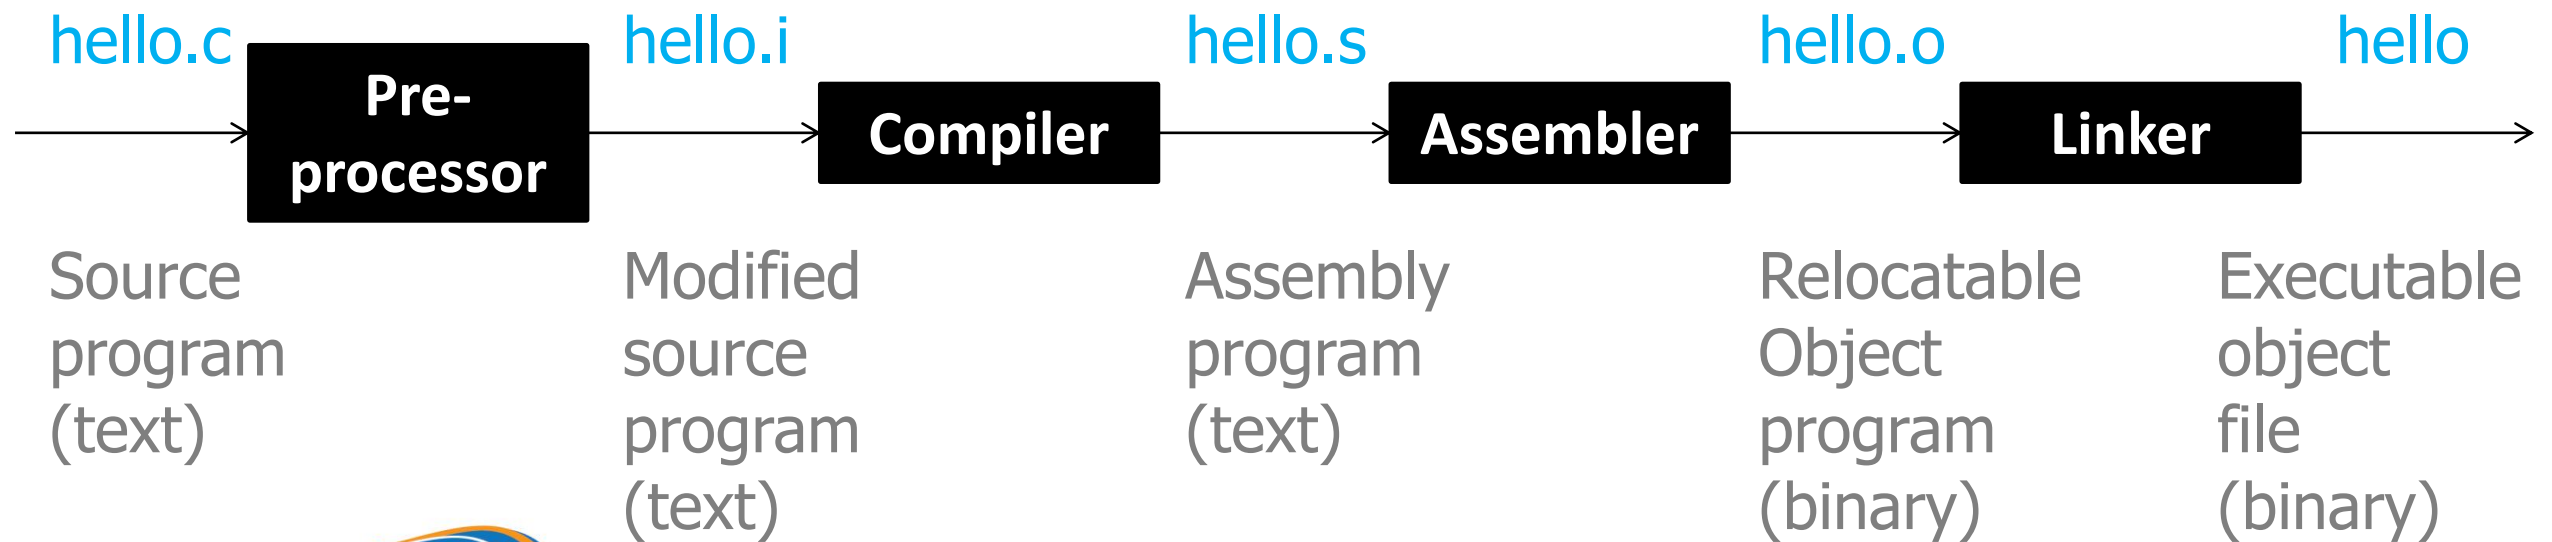 hello.c
hello.i
hello.s
hello.o
hello
Pre-
processor
Compiler
Assembler
Linker
Source
program
(text)
Modified
source
program
(text)
Assembly
program
(text)
Relocatable
Object
program
(binary)
Executable
object
file
(binary)